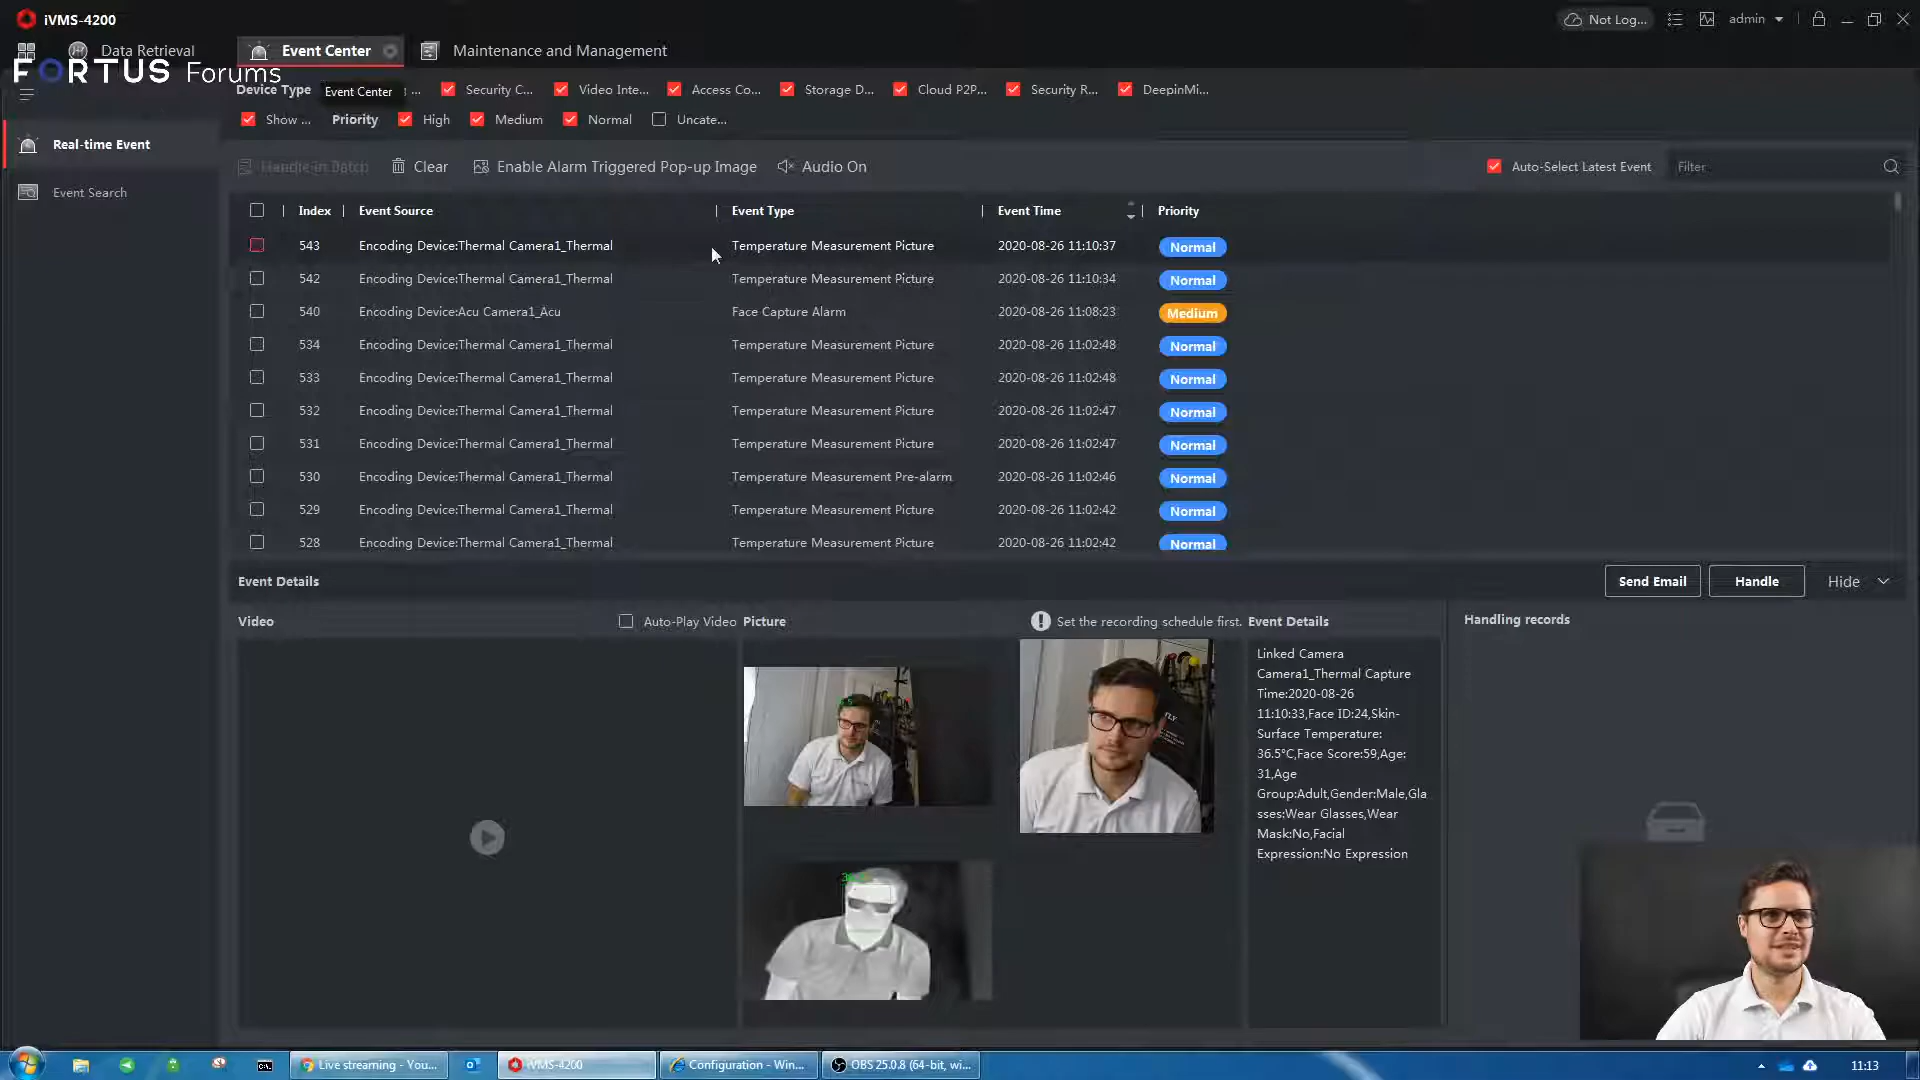 iVMS-4200
Not Log...
admin
Data Retrieval
Event Center
Maintenance and Management
FORTUS Forums
Device Type
Event Center
...
Security C...
Video Inte...
Access Co...
Storage D...
Cloud P2P...
Security R...
DeepinMi...
Show ...
Priority
High
Medium
Normal
Uncate...
Real-time Event
Event Search
Handle in Batch
Clear
Enable Alarm Triggered Pop-up Image
Audio On
Auto-Select Latest Event
Filter
Index Event Source Event Type Event Time Priority
543 Encoding Device:Thermal Camera1_Thermal Temperature Measurement Picture 2020-08-26 11:10:37 Normal
542 Encoding Device:Thermal Camera1_Thermal Temperature Measurement Picture 2020-08-26 11:10:34 Normal
540 Encoding Device:Acu Camera1_Acu Face Capture Alarm 2020-08-26 11:08:23 Medium
534 Encoding Device:Thermal Camera1_Thermal Temperature Measurement Picture 2020-08-26 11:02:48 Normal
533 Encoding Device:Thermal Camera1_Thermal Temperature Measurement Picture 2020-08-26 11:02:48 Normal
532 Encoding Device:Thermal Camera1_Thermal Temperature Measurement Picture 2020-08-26 11:02:47 Normal
531 Encoding Device:Thermal Camera1_Thermal Temperature Measurement Picture 2020-08-26 11:02:47 Normal
530 Encoding Device:Thermal Camera1_Thermal Temperature Measurement Pre-alarm 2020-08-26 11:02:46 Normal
529 Encoding Device:Thermal Camera1_Thermal Temperature Measurement Picture 2020-08-26 11:02:42 Normal
528 Encoding Device:Thermal Camera1_Thermal Temperature Measurement Picture 2020-08-26 11:02:42 Normal
Event Details
Send Email
Handle
Hide
Video
Auto-Play Video
Picture
Set the recording schedule first.
Event Details
Handling records
Linked Camera
Camera1_Thermal Capture
Time:2020-08-26
11:10:33,Face ID:24,Skin-
Surface Temperature:
36.5°C,Face Score:59,Age:
31,Age
Group:Adult,Gender:Male,Gla
sses:Wear Glasses,Wear
Mask:No,Facial
Expression:No Expression
Live streaming - You...
iVMS-4200
Configuration - Win...
OBS 25.0.8 (64-bit, wi...
11:13